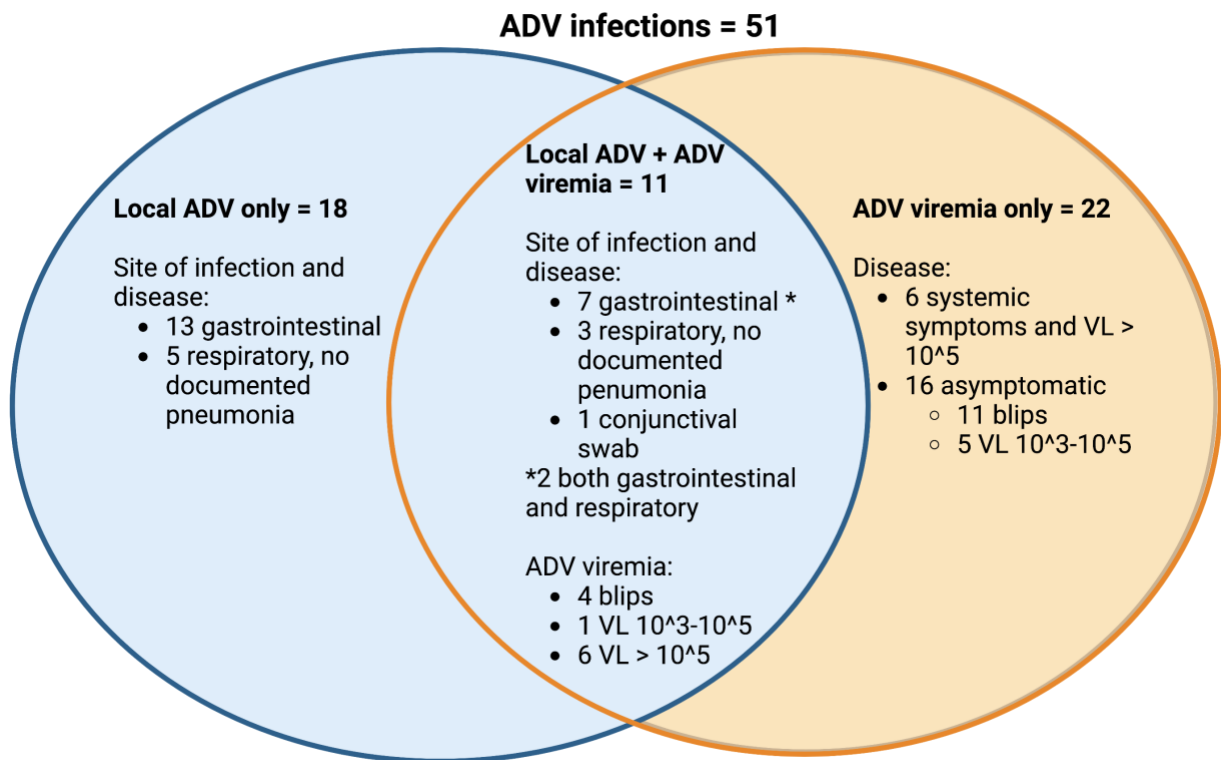 ADV infections = 51
Local ADV only = 18
Site of infection and
disease:
• 13 gastrointestinal
• 5 respiratory, no
documented
pneumonia
Local ADV + ADV
viremia = 11
Site of infection and
disease:
• 7 gastrointestinal *
• 3 respiratory, no
documented
penumonia
• 1 conjunctival
swab
*2 both gastrointestinal
and respiratory
ADV viremia:
• 4 blips
• 1 VL 10^3-10^5
• 6 VL > 10^5
ADV viremia only = 22
Disease:
• 6 systemic
symptoms and VL >
10^5
• 16 asymptomatic
○ 11 blips
○ 5 VL 10^3-10^5